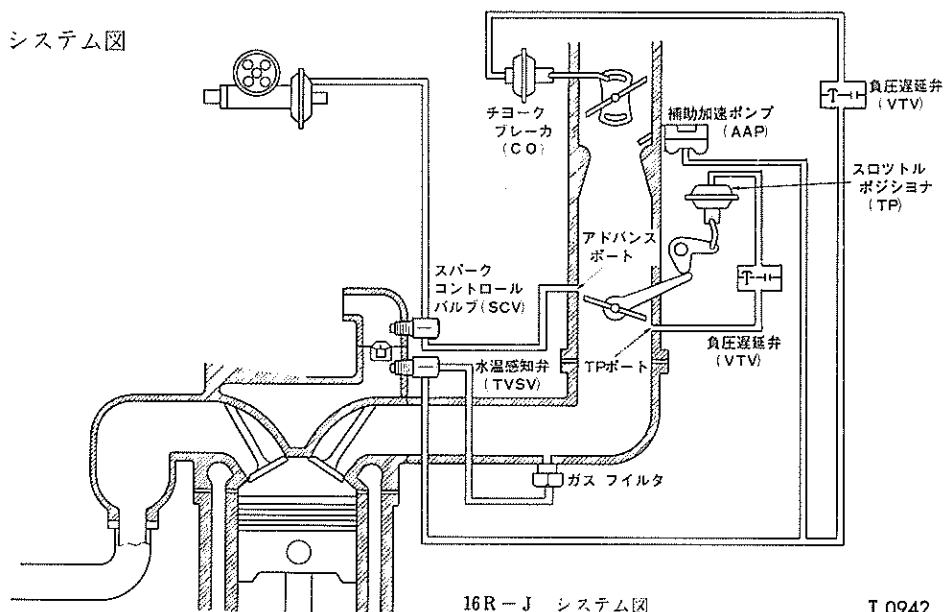 システム図
チヨーク
ブレーカ
(CO)
負圧遅延弁
(VTV)
補助加速ポンプ
(AAP)
スロツトル
ポジシヨナ
(TP)
アドバンス
ポート
スパーク
コントロール
バルブ(SCV)
負圧遅延弁
(VTV)
水温感知弁
(TVSV)
TPポート
ガス フイルタ
16R－J システム図
T 0942